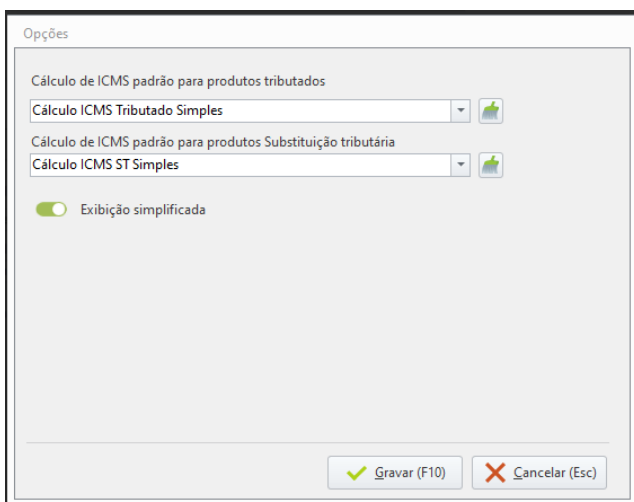 Opções
Cálculo de ICMS padrão para produtos tributados
Cálculo ICMS Tributado Simples
Cálculo de ICMS padrão para produtos Substituição tributária
Cálculo ICMS ST Simples
Exibição simplificada
Gravar (F10) Cancelar (Esc)